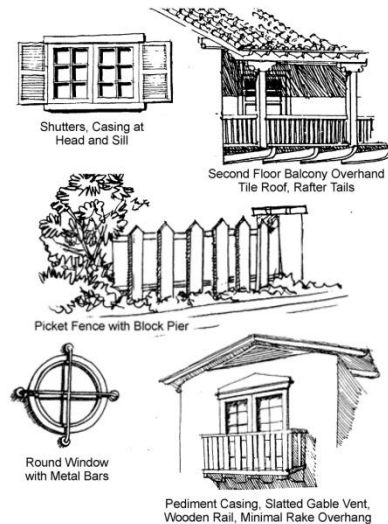 Shutters, Casing at
Head and Sill
Second Floor Balcony Overhand
Tile Roof, Rafter Tails
Picket Fence with Block Pier
Round Window
with Metal Bars
Pediment Casing, Slatted Gable Vent,
Wooden Rail, Minimal Rake Overhang